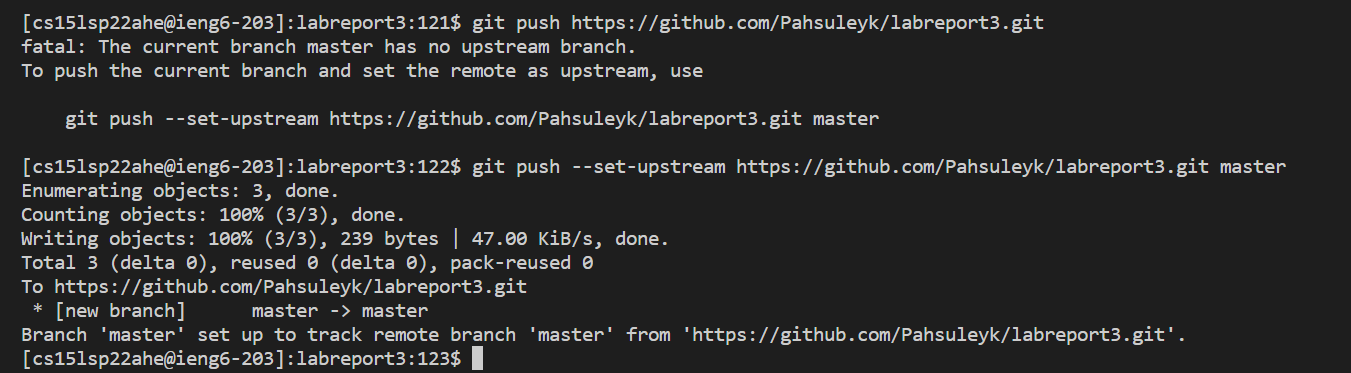 [cs15lsp22ahe@ieng6-203]:labreport3:121$ git push https://github.com/Pahsuleyk/labreport3.git
fatal: The current branch master has no upstream branch.
To push the current branch and set the remote as upstream, use

    git push --set-upstream https://github.com/Pahsuleyk/labreport3.git master

[cs15lsp22ahe@ieng6-203]:labreport3:122$ git push --set-upstream https://github.com/Pahsuleyk/labreport3.git master
Enumerating objects: 3, done.
Counting objects: 100% (3/3), done.
Writing objects: 100% (3/3), 239 bytes | 47.00 KiB/s, done.
Total 3 (delta 0), reused 0 (delta 0), pack-reused 0
To https://github.com/Pahsuleyk/labreport3.git
 * [new branch]      master -> master
Branch 'master' set up to track remote branch 'master' from 'https://github.com/Pahsuleyk/labreport3.git'.
[cs15lsp22ahe@ieng6-203]:labreport3:123$